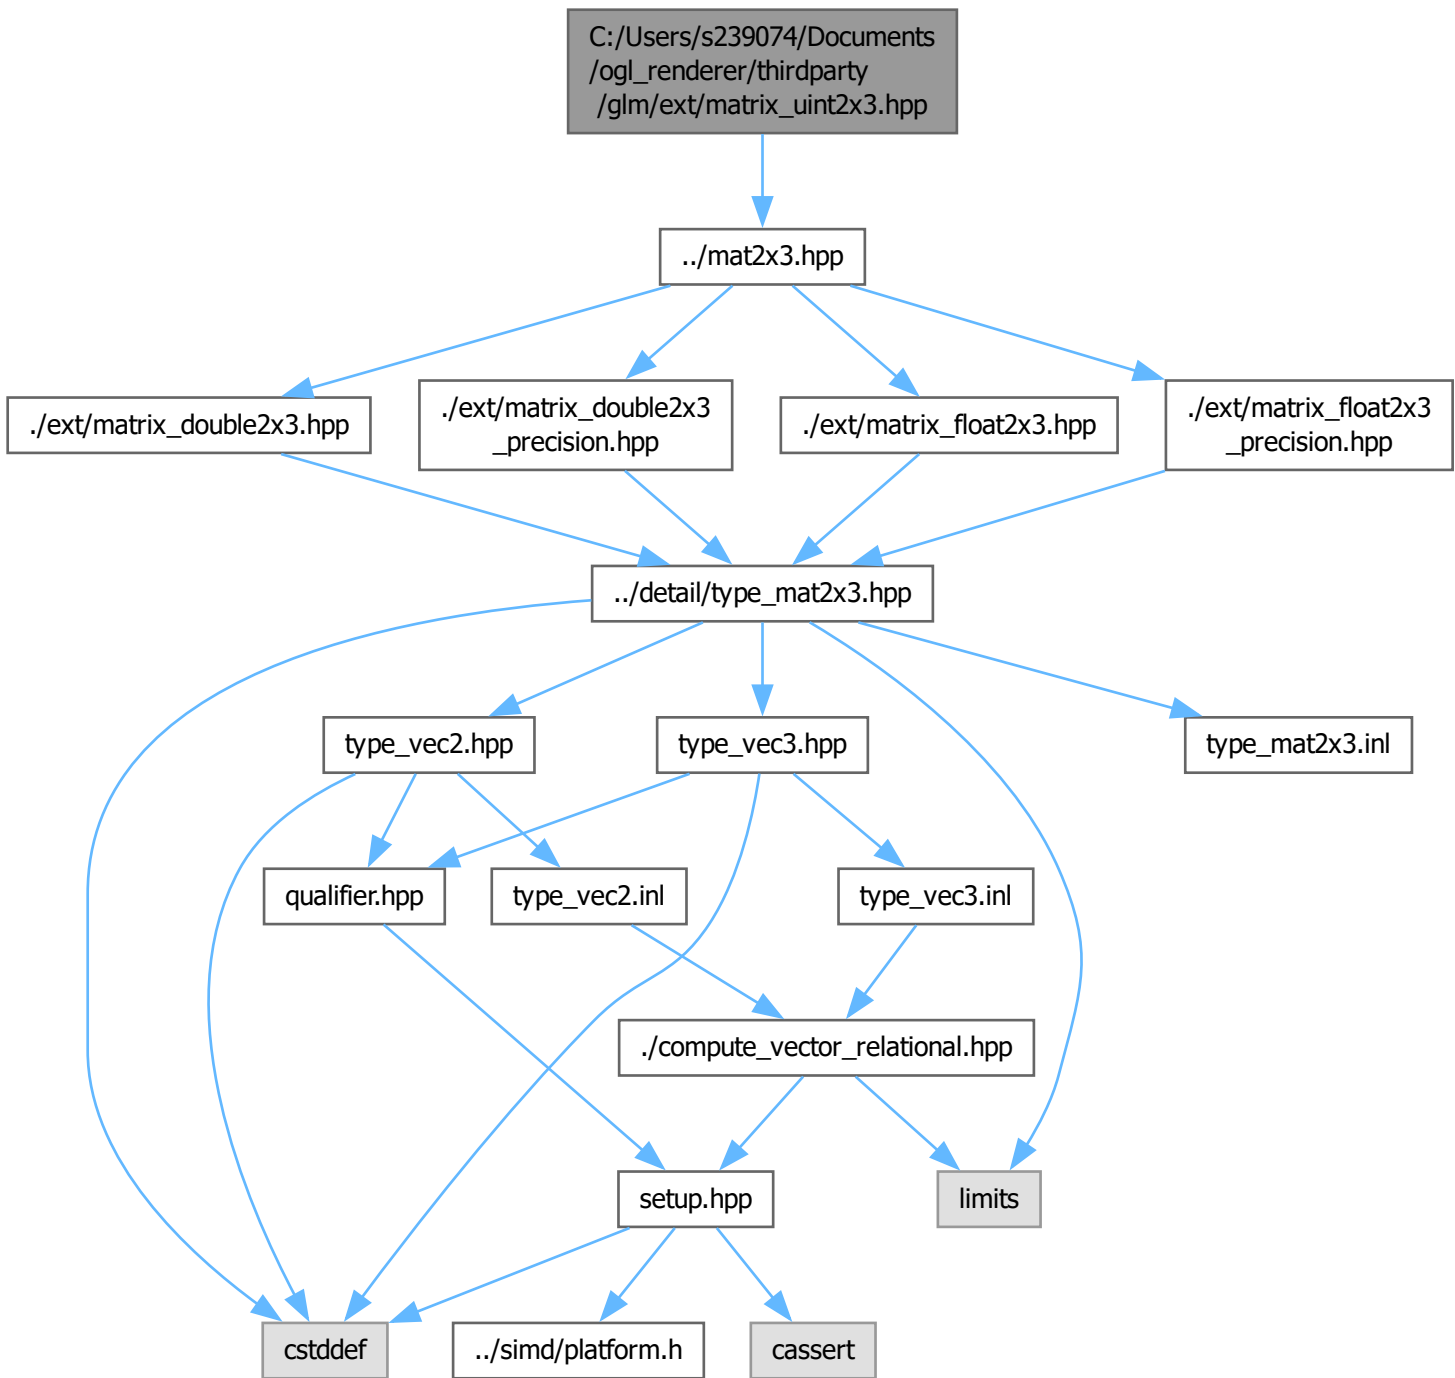 C:/Users/s239074/Documents
/ogl_renderer/thirdparty
/glm/ext/matrix_uint2x3.hpp
../mat2x3.hpp
./ext/matrix_double2x3.hpp
./ext/matrix_double2x3
_precision.hpp
./ext/matrix_float2x3.hpp
./ext/matrix_float2x3
_precision.hpp
../detail/type_mat2x3.hpp
type_vec2.hpp
type_vec3.hpp
type_mat2x3.inl
qualifier.hpp
type_vec2.inl
type_vec3.inl
./compute_vector_relational.hpp
setup.hpp
limits
cstddef
../simd/platform.h
cassert